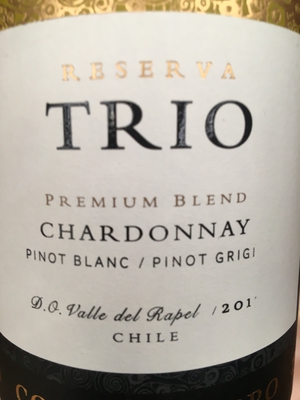 RESERVA
TRIO
PREMIUM BLEND
CHARDONNAY
PINOT BLANC / PINOT GRIGI
D.O. Valle del Rapel / 201
CHILE